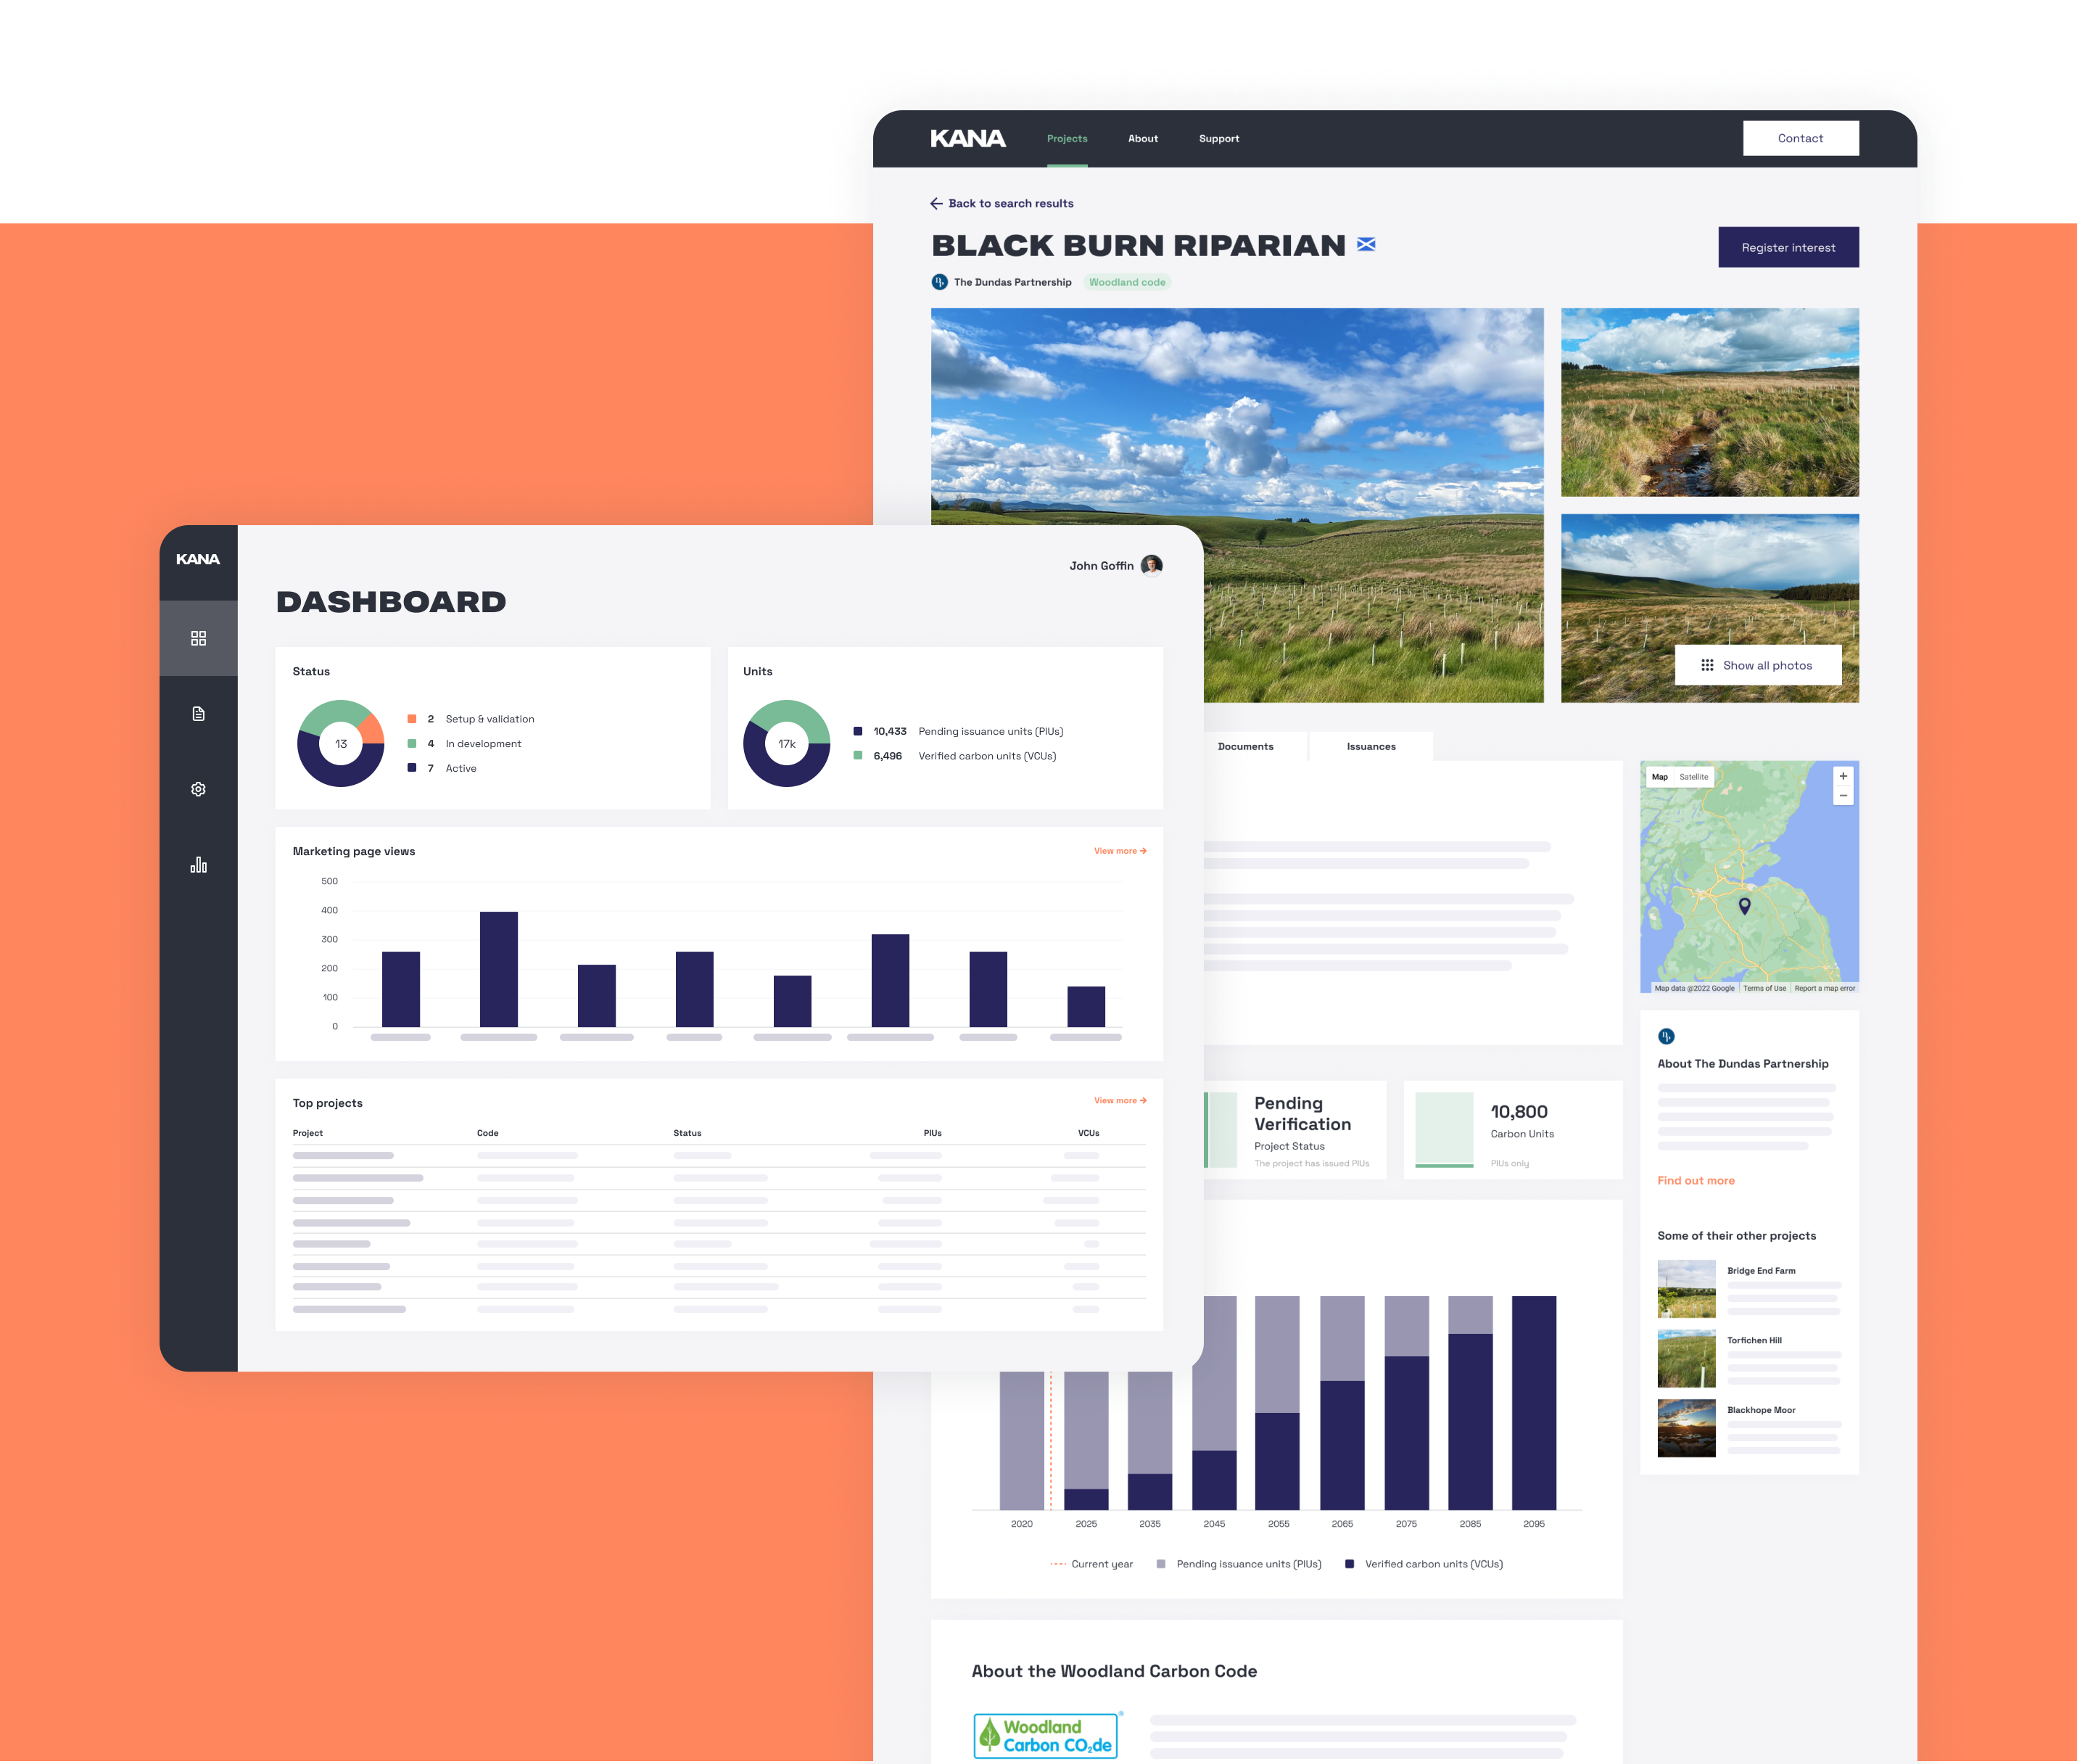 KANA
Projects
About
Support
Contact
Back to search results
BLACK BURN RIPARIAN
Register interest
The Dundas Partnership
Woodland code
Show all photos
Documents
Issuances
Map
Satellite
+
−
Map data @2022 Google
Terms of Use
Report a map error
About The Dundas Partnership
Find out more
Some of their other projects
Bridge End Farm
Torfichen Hill
Blackhope Moor
Pending
Verification
Project Status
The project has issued PIUs
10,800
Carbon Units
PIUs only
2020 2025 2035 2045 2055 2065 2075 2085 2095
Current year
Pending issuance units (PIUs)
Verified carbon units (VCUs)
About the Woodland Carbon Code
Woodland
Carbon CO₂de
®
KANA
John Goffin
DASHBOARD
Status
13
2 Setup & validation
4 In development
7 Active
Units
17k
10,433 Pending issuance units (PIUs)
6,496 Verified carbon units (VCUs)
Marketing page views
View more →
500
400
300
200
100
0
Top projects
View more →
Project Code Status PIUs VCUs